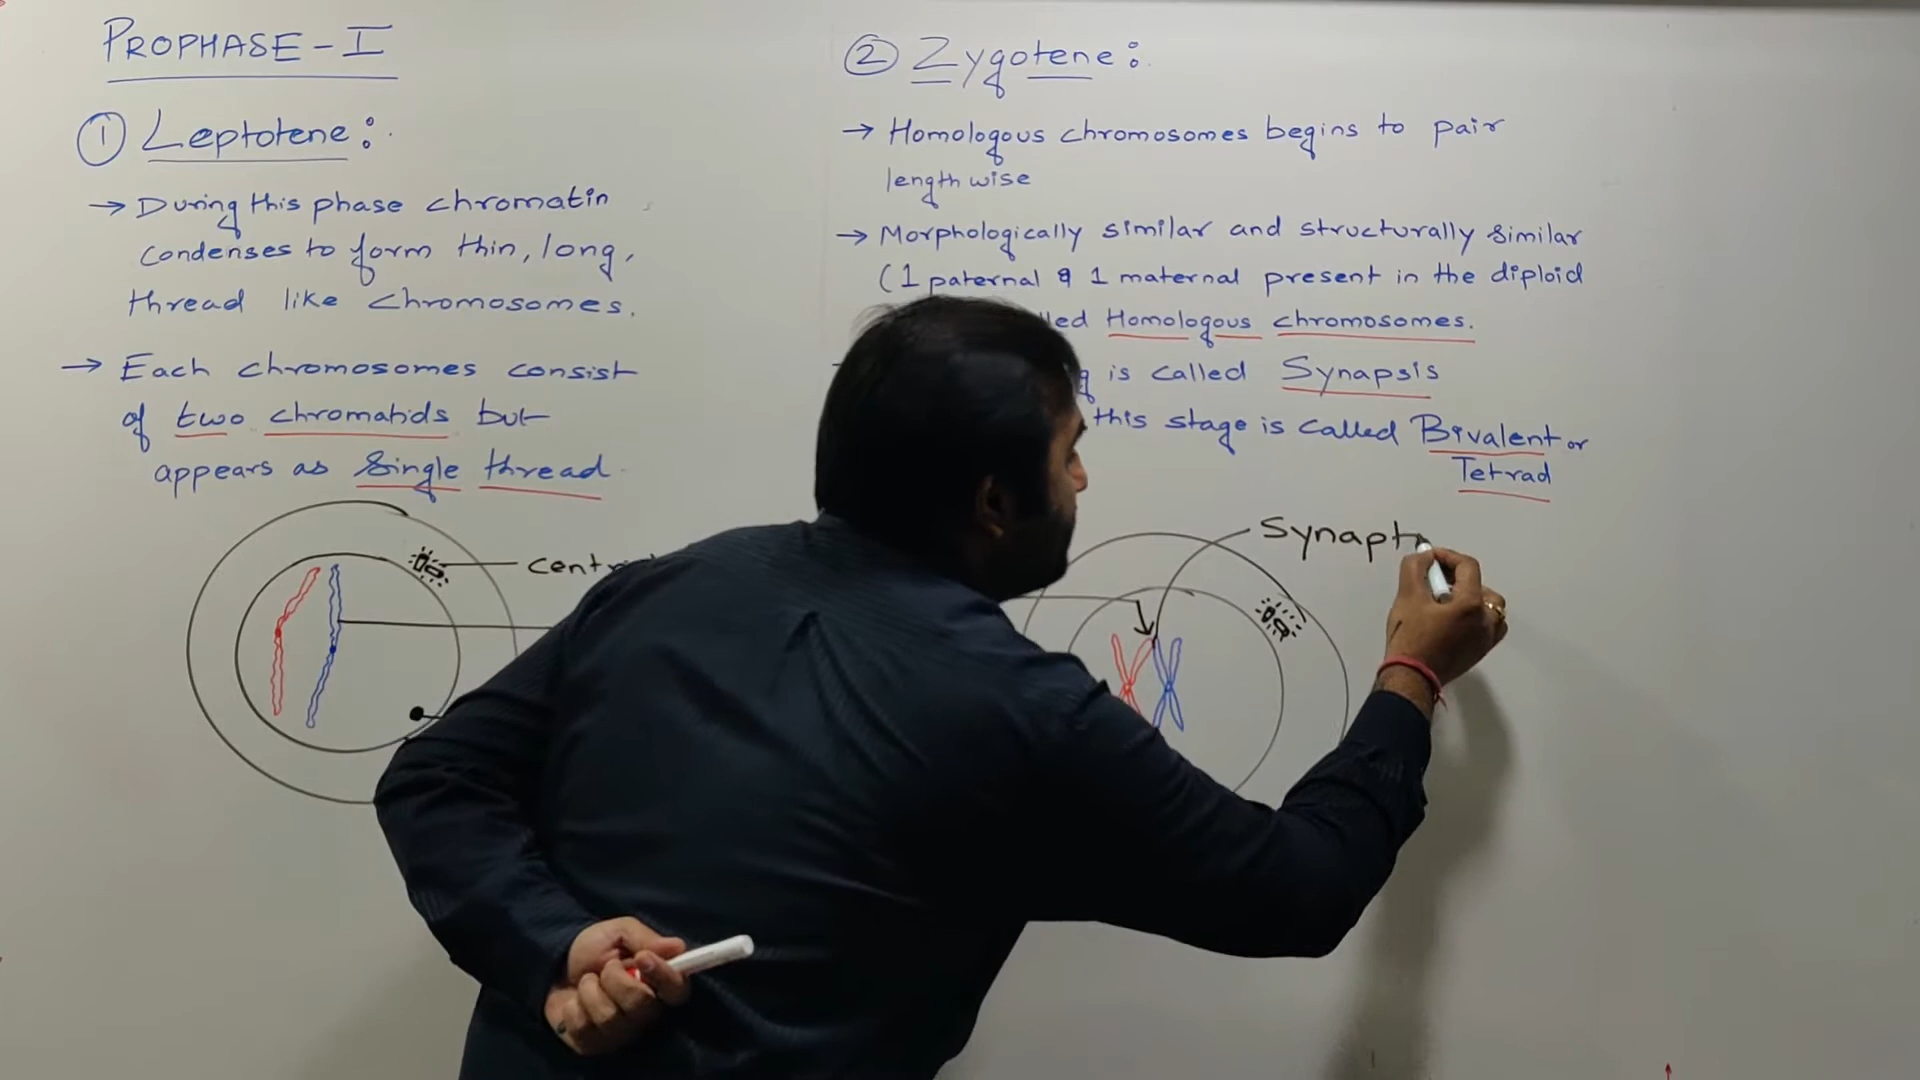 PROPHASE - I
① Leptotene:
→ During this phase chromatin
condenses to form thin, long,
thread like chromosomes.
→ Each chromosomes consist
of two chromatids but
appears as single thread
② Zygotene:
→ Homologous chromosomes begins to pair
length wise
→ Morphologically similar and structurally similar
(1 paternal & 1 maternal present in the diploid
Homologous chromosomes.
is called Synapsis
this stage is called Bivalent or
Tetrad